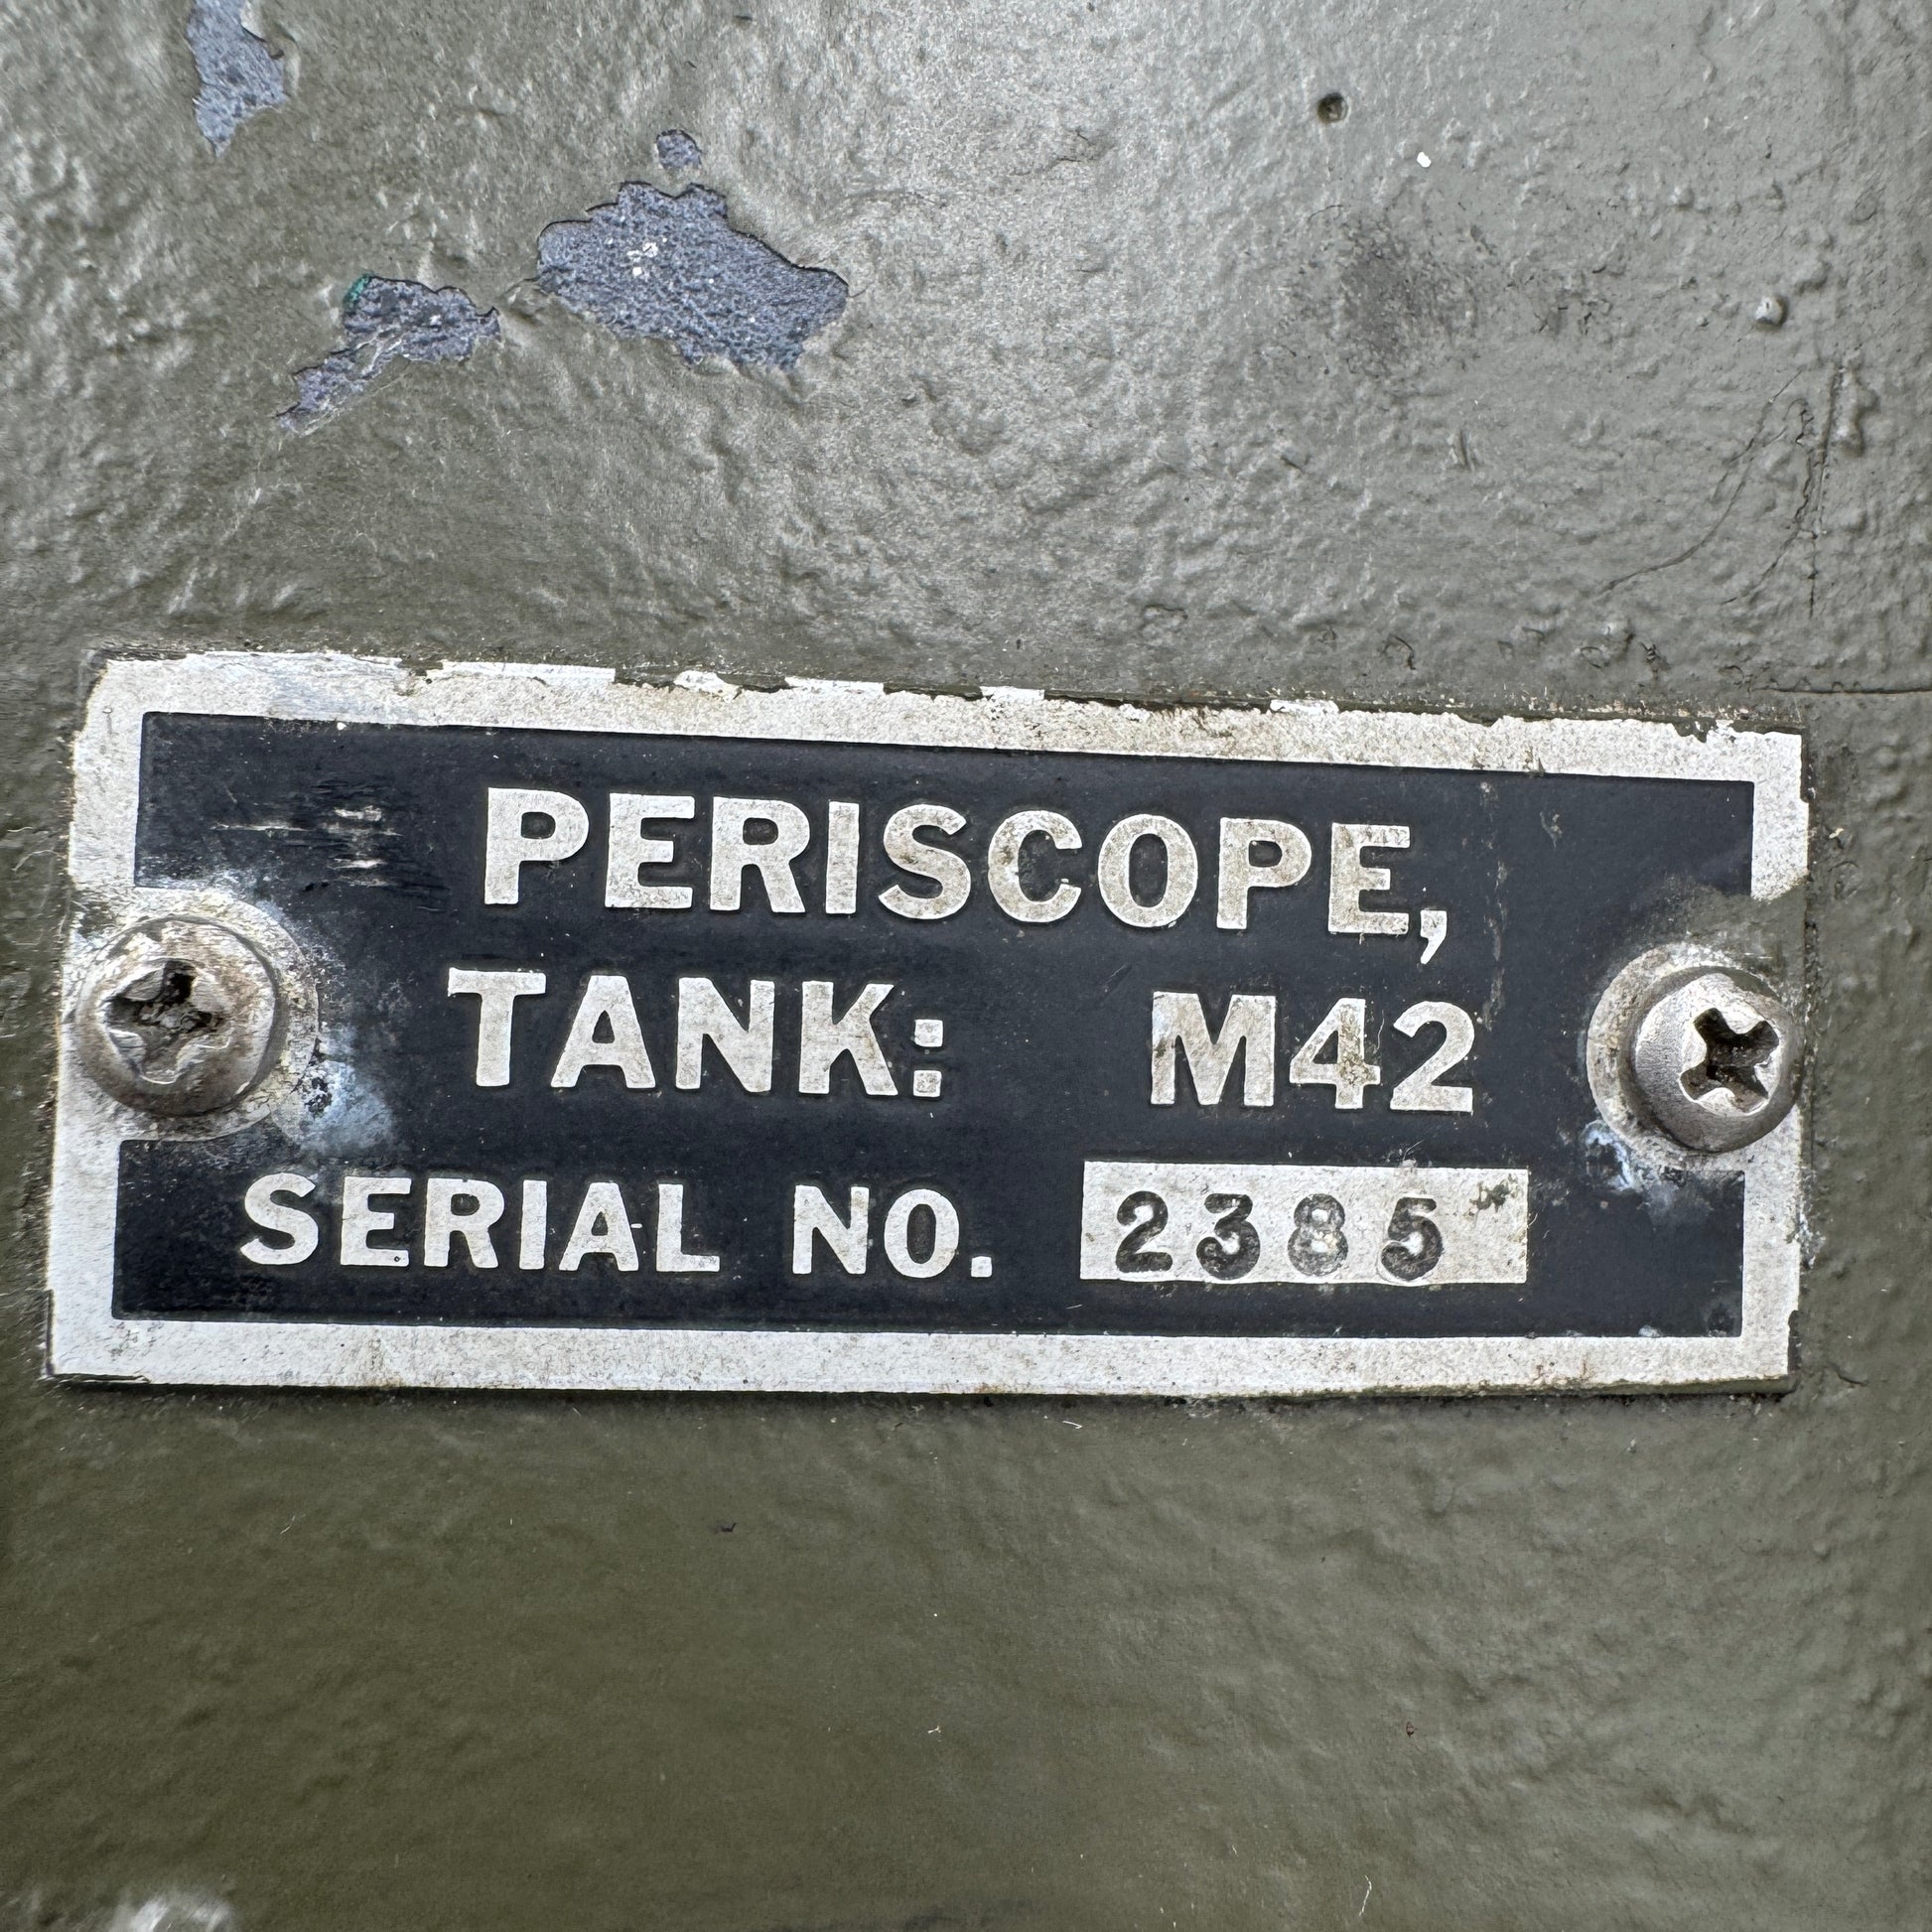 PERISCOPE,
TANK: M42
SERIAL NO. 2385